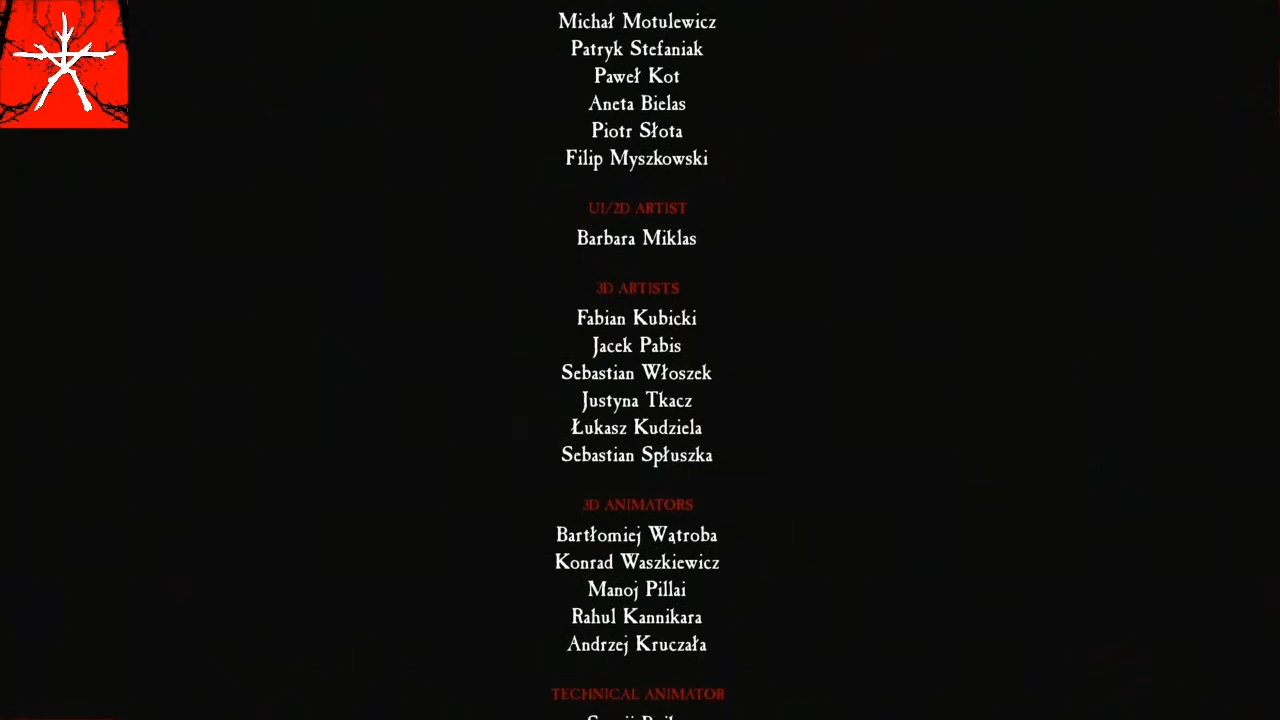 Michał Motulewicz
Patryk Stefaniak
Paweł Kot
Aneta Bielas
Piotr Słota
Filip Myszkowski
UI/2D ARTIST
Barbara Miklas
3D ARTISTS
Fabian Kubicki
Jacek Pabis
Sebastian Włoszek
Justyna Tkacz
Łukasz Kudziela
Sebastian Spłuszka
3D ANIMATORS
Bartłomiej Wątroba
Konrad Waszkiewicz
Manoj Pillai
Rahul Kannikara
Andrzej Kruczała
TECHNICAL ANIMATOR